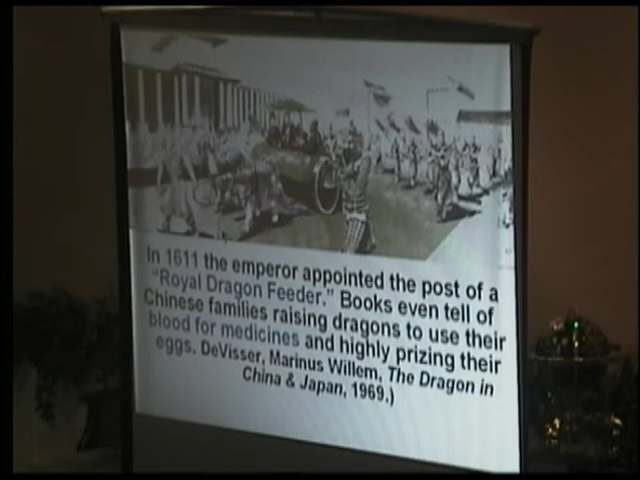 In 1611 the emperor appointed the post of a
"Royal Dragon Feeder." Books even tell of
Chinese families raising dragons to use their
blood for medicines and highly prizing their
eggs. DeVisser, Marinus Willem, The Dragon in
China & Japan, 1969.)